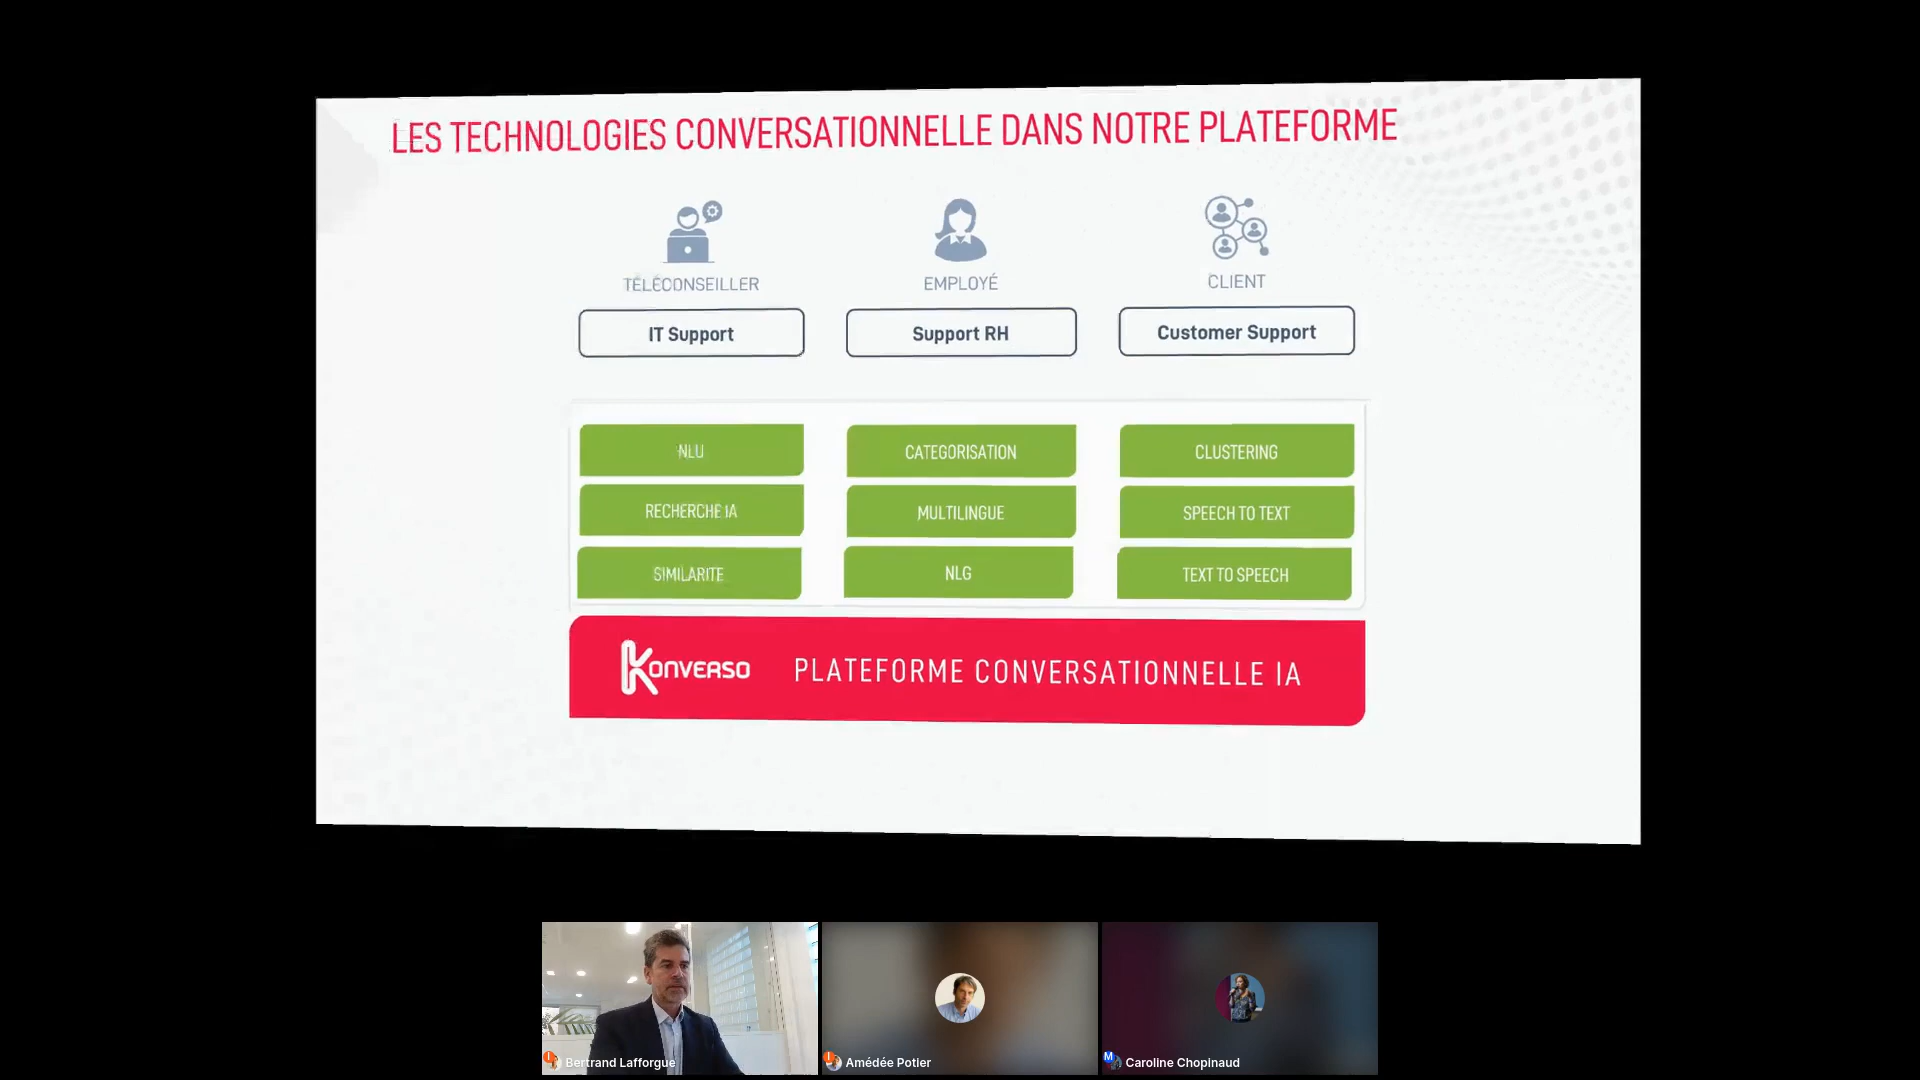 LES TECHNOLOGIES CONVERSATIONNELLE DANS NOTRE PLATEFORME
TÉLÉCONSEILLER
EMPLOYÉ
CLIENT
IT Support
Support RH
Customer Support
NLU
CATEGORISATION
CLUSTERING
RECHERCHE IA
MULTILINGUE
SPEECH TO TEXT
SIMILARITE
NLG
TEXT TO SPEECH
KONVERSO
PLATEFORME CONVERSATIONNELLE IA
Bertrand Lafforgue
Amédée Potier
M
Caroline Chopinaud